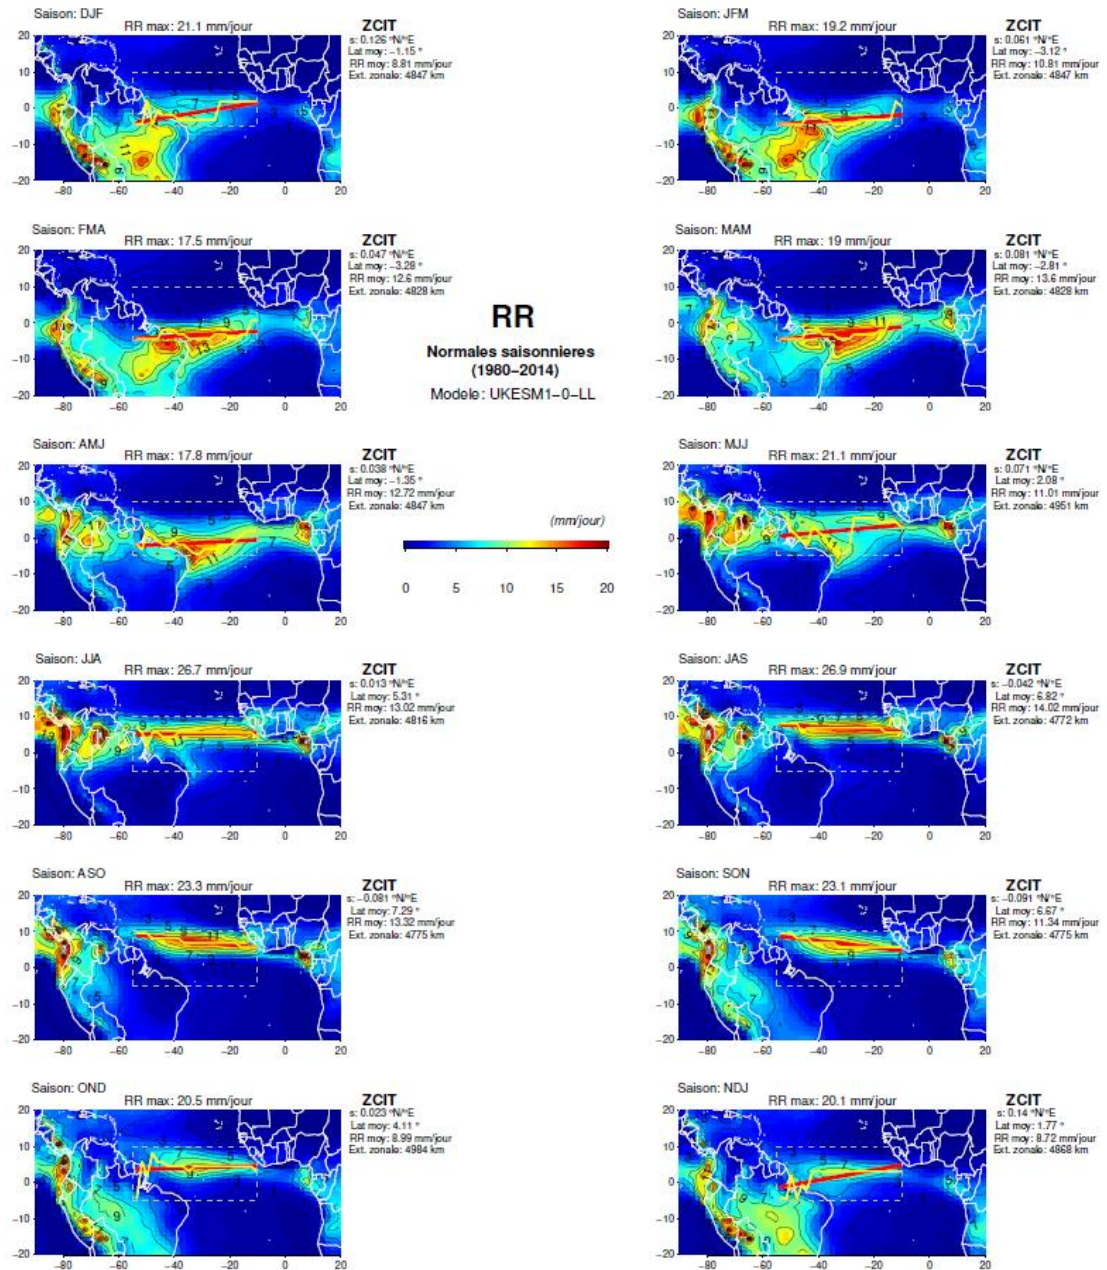 Saison: DJF
RR max: 21.1 mm/jour
ZCIT
s: 0.126 °N/°E
Lat moy: −1.15 °
RR moy: 8.81 mm/jour
Ext. zonale: 4847 km
Saison: JFM
RR max: 19.2 mm/jour
ZCIT
s: 0.061 °N/°E
Lat moy: −3.12 °
RR moy: 10.81 mm/jour
Ext. zonale: 4847 km
Saison: FMA
RR max: 17.5 mm/jour
ZCIT
s: 0.047 °N/°E
Lat moy: −3.28 °
RR moy: 12.6 mm/jour
Ext. zonale: 4828 km
RR
Normales saisonnieres
(1980−2014)
Modele: UKESM1−0−LL
Saison: MAM
RR max: 19 mm/jour
ZCIT
s: 0.081 °N/°E
Lat moy: −2.81 °
RR moy: 13.6 mm/jour
Ext. zonale: 4828 km
Saison: AMJ
RR max: 17.8 mm/jour
ZCIT
s: 0.038 °N/°E
Lat moy: −1.35 °
RR moy: 12.72 mm/jour
Ext. zonale: 4847 km
(mm/jour)
0 5 10 15 20
Saison: MJJ
RR max: 21.1 mm/jour
ZCIT
s: 0.071 °N/°E
Lat moy: 2.08 °
RR moy: 11.01 mm/jour
Ext. zonale: 4951 km
Saison: JJA
RR max: 26.7 mm/jour
ZCIT
s: 0.013 °N/°E
Lat moy: 5.31 °
RR moy: 13.02 mm/jour
Ext. zonale: 4816 km
Saison: JAS
RR max: 26.9 mm/jour
ZCIT
s: −0.042 °N/°E
Lat moy: 6.82 °
RR moy: 14.02 mm/jour
Ext. zonale: 4772 km
Saison: ASO
RR max: 23.3 mm/jour
ZCIT
s: −0.081 °N/°E
Lat moy: 7.29 °
RR moy: 13.32 mm/jour
Ext. zonale: 4775 km
Saison: SON
RR max: 23.1 mm/jour
ZCIT
s: −0.091 °N/°E
Lat moy: 6.67 °
RR moy: 11.34 mm/jour
Ext. zonale: 4775 km
Saison: OND
RR max: 20.5 mm/jour
ZCIT
s: 0.023 °N/°E
Lat moy: 4.11 °
RR moy: 8.99 mm/jour
Ext. zonale: 4984 km
Saison: NDJ
RR max: 20.1 mm/jour
ZCIT
s: 0.14 °N/°E
Lat moy: 1.77 °
RR moy: 8.72 mm/jour
Ext. zonale: 4868 km
20
10
0
−10
−20
−80 −60 −40 −20 0 20